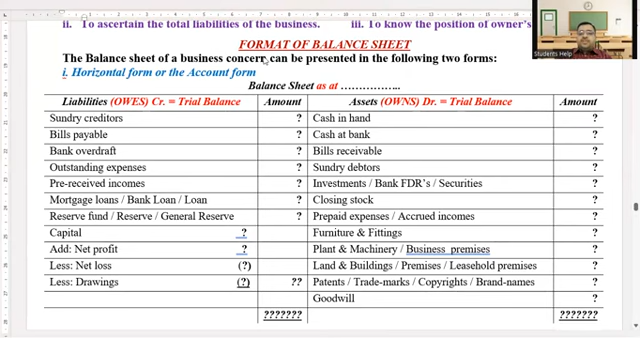 ii. To ascertain the total liabilities of the business. iii. To know the position of owner's
FORMAT OF BALANCE SHEET
The Balance sheet of a business concern can be presented in the following two forms:
i. Horizontal form or the Account form
Balance Sheet as at ……………..
Liabilities (OWES) Cr. = Trial Balance Amount Assets (OWNS) Dr. = Trial Balance Amount
Sundry creditors ? Cash in hand ?
Bills payable ? Cash at bank ?
Bank overdraft ? Bills receivable ?
Outstanding expenses ? Sundry debtors ?
Pre-received incomes ? Investments / Bank FDR's / Securities ?
Mortgage loans / Bank Loan / Loan ? Closing stock ?
Reserve fund / Reserve / General Reserve ? Prepaid expenses / Accrued incomes ?
Capital ? Furniture & Fittings ?
Add: Net profit ? Plant & Machinery / Business premises ?
Less: Net loss (?) Land & Buildings / Premises / Leasehold premises ?
Less: Drawings (?) ?? Patents / Trade-marks / Copyrights / Brand-names ?
Goodwill ?
??????? ???????
Students Help